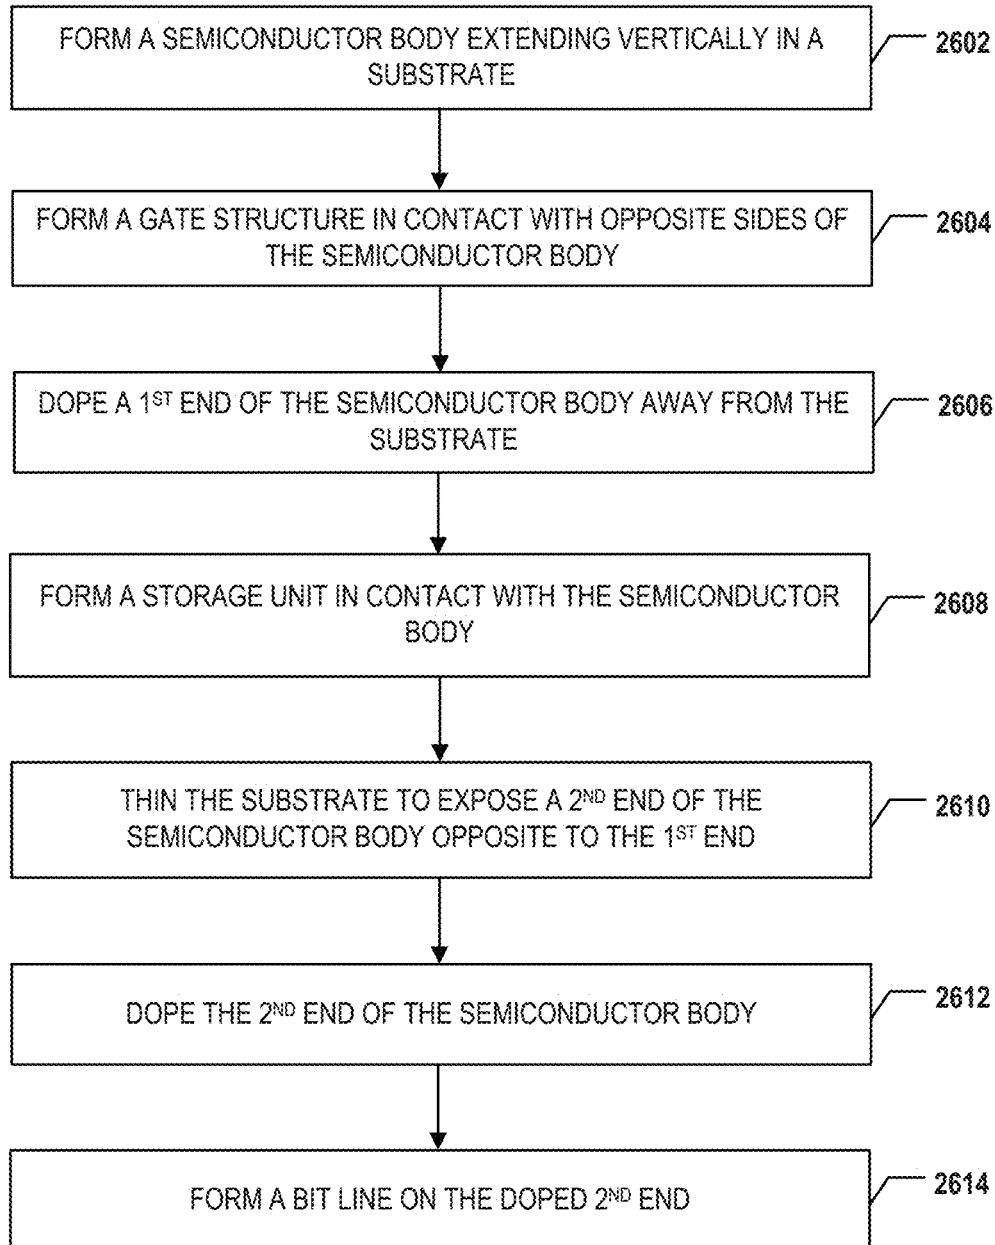 FORM A SEMICONDUCTOR BODY EXTENDING VERTICALLY IN A
SUBSTRATE
2602
FORM A GATE STRUCTURE IN CONTACT WITH OPPOSITE SIDES OF
THE SEMICONDUCTOR BODY
2604
DOPE A 1ST END OF THE SEMICONDUCTOR BODY AWAY FROM THE
SUBSTRATE
2606
FORM A STORAGE UNIT IN CONTACT WITH THE SEMICONDUCTOR
BODY
2608
THIN THE SUBSTRATE TO EXPOSE A 2ND END OF THE
SEMICONDUCTOR BODY OPPOSITE TO THE 1ST END
2610
DOPE THE 2ND END OF THE SEMICONDUCTOR BODY
2612
FORM A BIT LINE ON THE DOPED 2ND END
2614